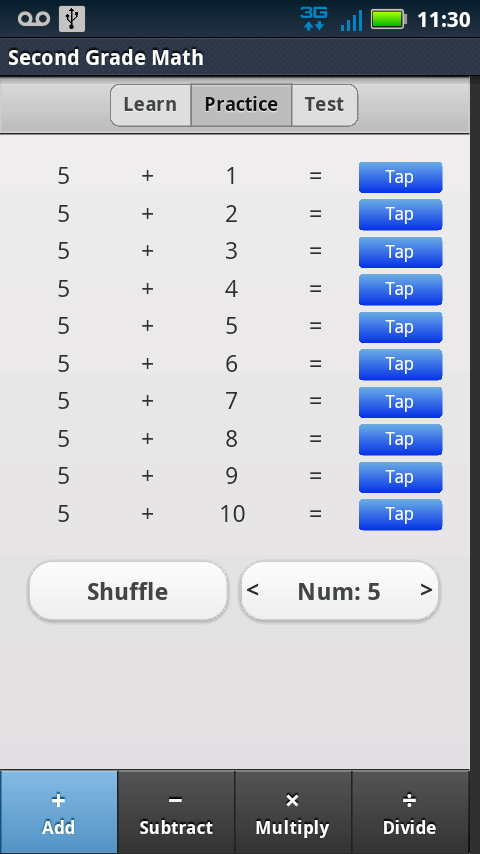 3G 11:30
Second Grade Math
Learn Practice Test
5 + 1 = Tap
5 + 2 = Tap
5 + 3 = Tap
5 + 4 = Tap
5 + 5 = Tap
5 + 6 = Tap
5 + 7 = Tap
5 + 8 = Tap
5 + 9 = Tap
5 + 10 = Tap
Shuffle < Num: 5 >
+ − × ÷
Add Subtract Multiply Divide